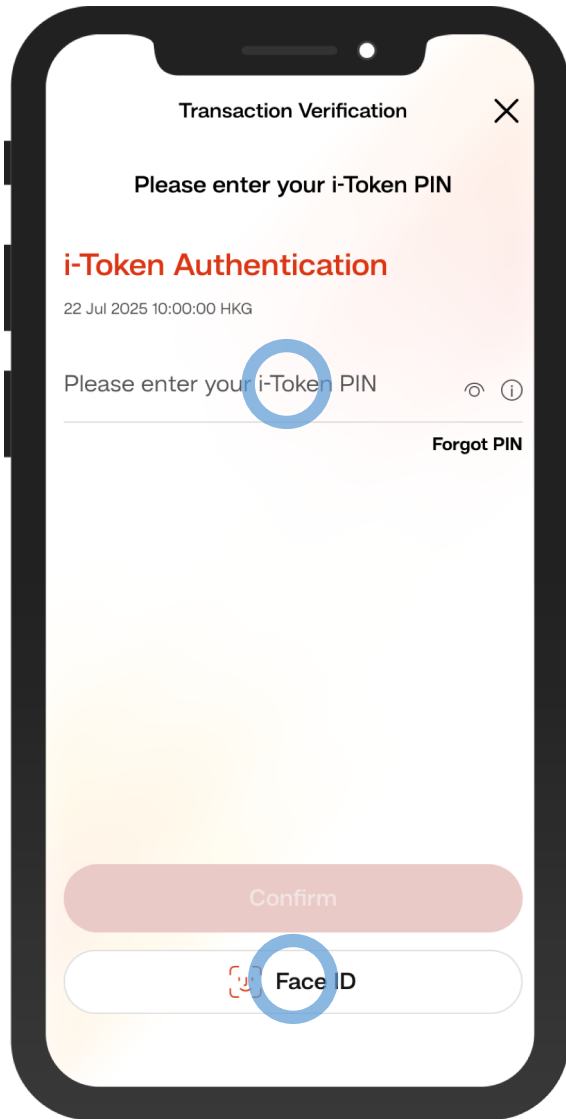 Transaction Verification
Please enter your i-Token PIN
i-Token Authentication
22 Jul 2025 10:00:00 HKG
Please enter your i-Token PIN
Forgot PIN
Confirm
Face ID